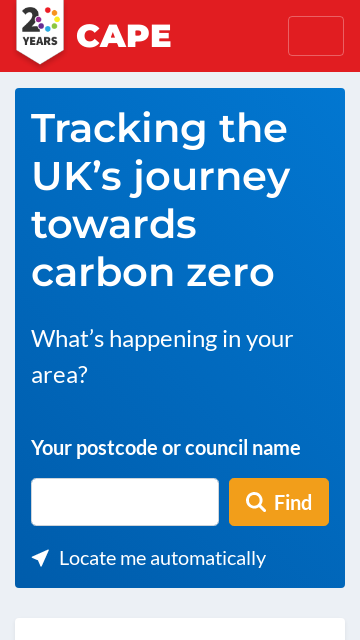 20
YEARS
CAPE
Tracking the
UK’s journey
towards
carbon zero
What’s happening in your
area?
Your postcode or council name
Find
Locate me automatically